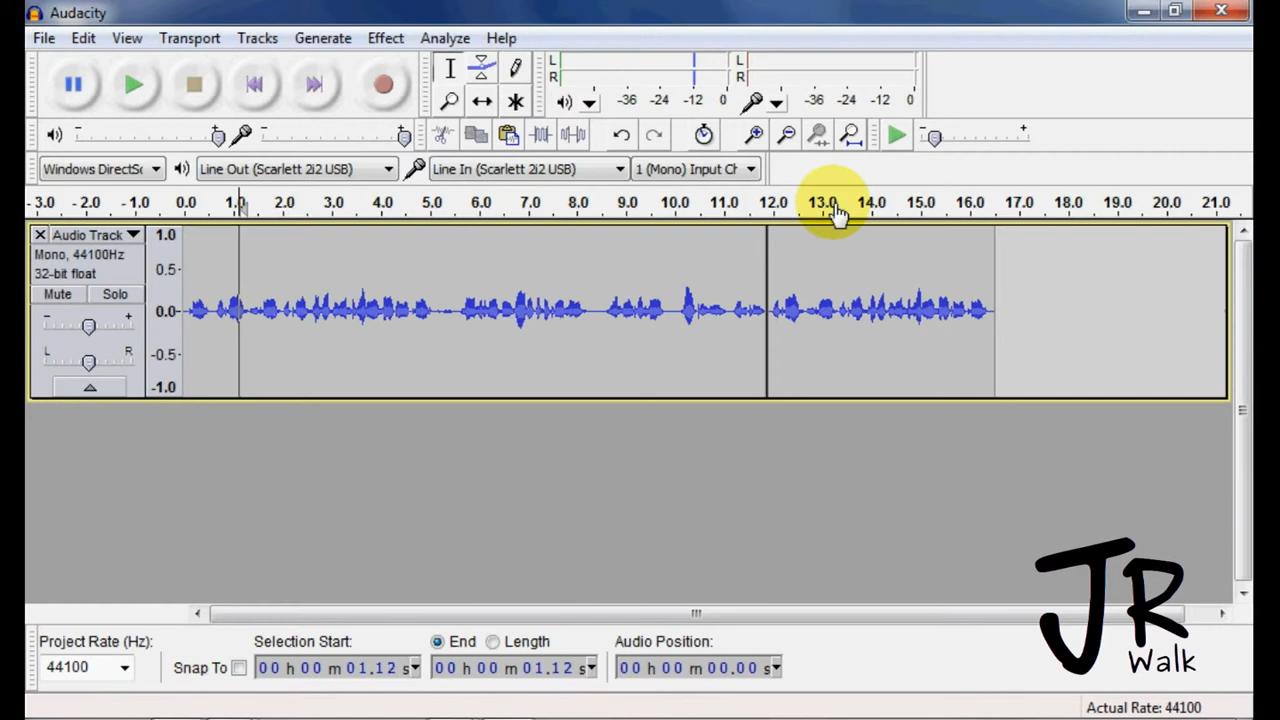 Audacity
File Edit View Transport Tracks Generate Effect Analyze Help
L L
R R
-36 -24 -12 0 -36 -24 -12 0
- + - + - +
Windows DirectSo Line Out (Scarlett 2i2 USB) Line In (Scarlett 2i2 USB) 1 (Mono) Input Ch
- 3.0 - 2.0 - 1.0 0.0 1.0 2.0 3.0 4.0 5.0 6.0 7.0 8.0 9.0 10.0 11.0 12.0 13.0 14.0 15.0 16.0 17.0 18.0 19.0 20.0 21.0
X Audio Track 1.0
Mono, 44100Hz
32-bit float 0.5-
Mute Solo
- + 0.0-
L R -0.5-
-1.0
Project Rate (Hz): Selection Start: End Length Audio Position:
44100 Snap To 00 h 00 m 01.12 s 00 h 00 m 01.12 s 00 h 00 m 00.00 s
JR
Walk
Actual Rate: 44100